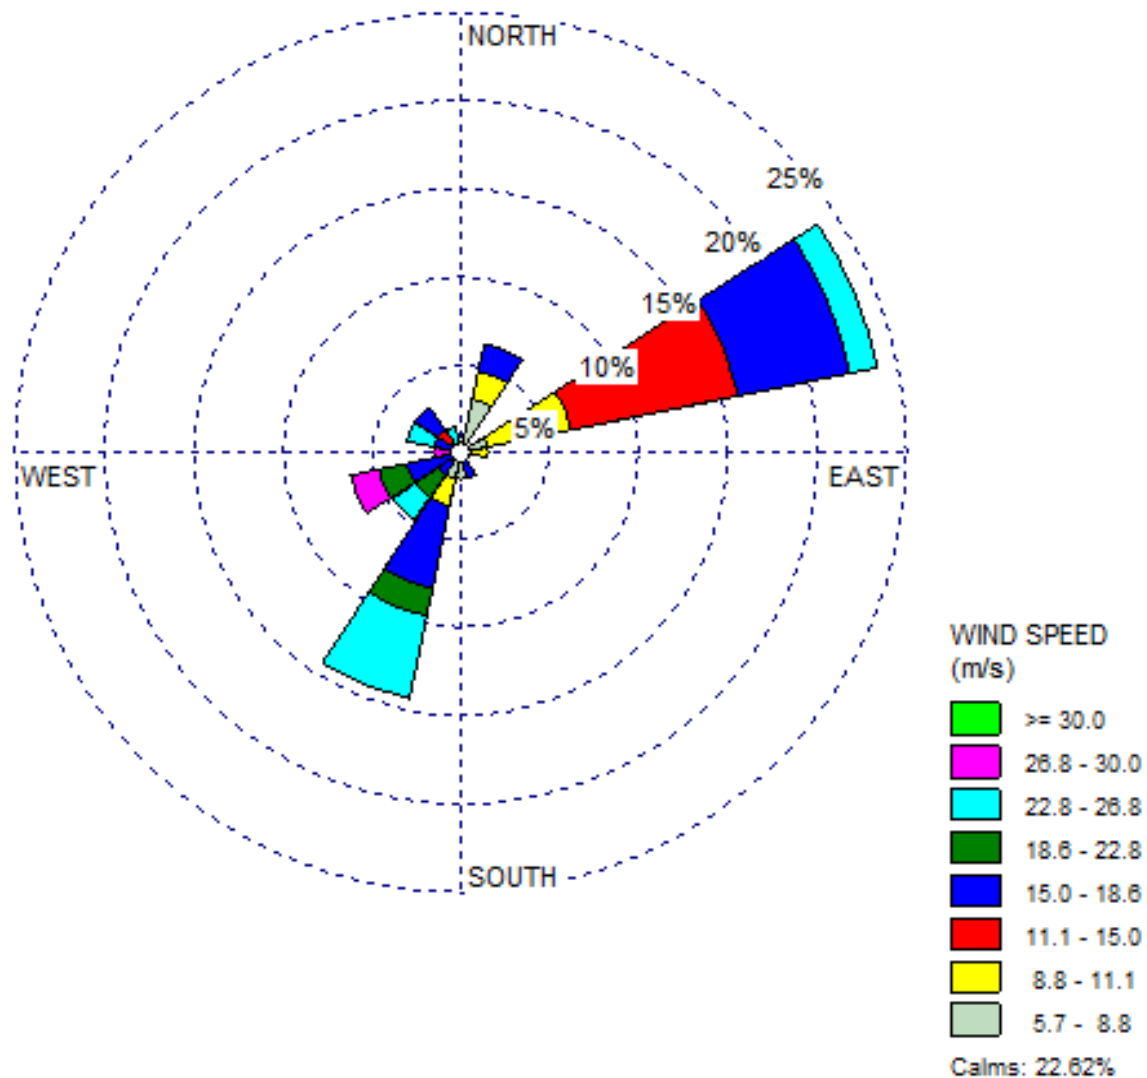 NORTH
25%
20%
15%
10%
5%
WEST
EAST
SOUTH
WIND SPEED
(m/s)
>= 30.0
26.8 - 30.0
22.8 - 26.8
18.6 - 22.8
15.0 - 18.6
11.1 - 15.0
8.8 - 11.1
5.7 - 8.8
Calms: 22.62%